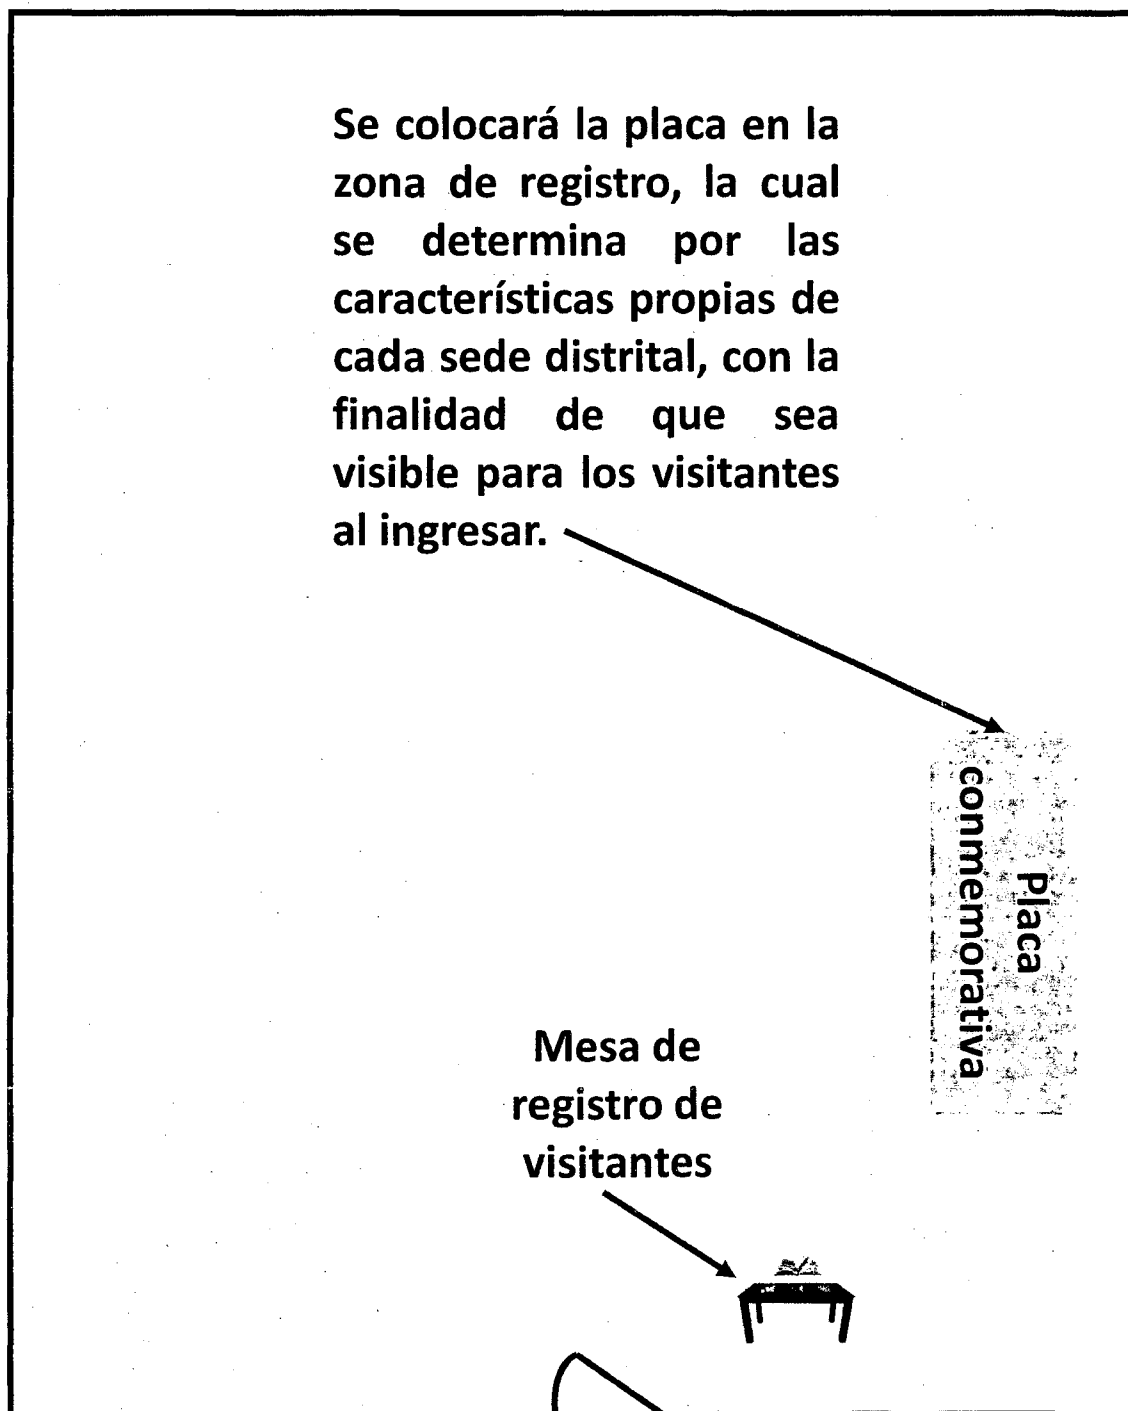 Se colocará la placa en la
zona de registro, la cual
se determina por las
características propias de
cada sede distrital, con la
finalidad de que sea
visible para los visitantes
al ingresar.
Placa
conmemorativa
Mesa de
registro de
visitantes